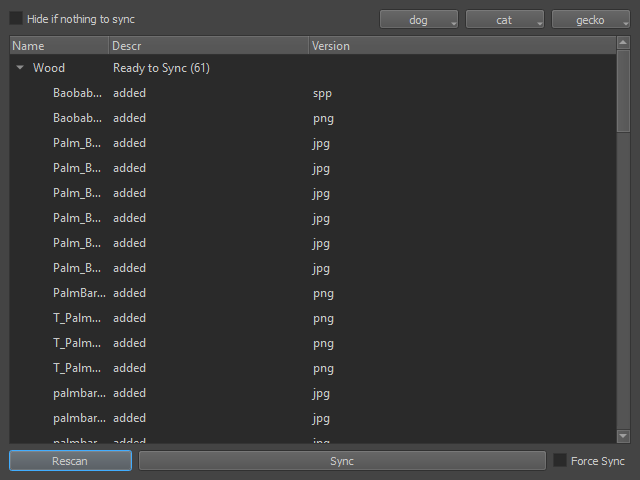 Hide if nothing to sync dog cat gecko
Name Descr Version
Wood Ready to Sync (61)
Baobab... added spp
Baobab... added png
Palm_B... added jpg
Palm_B... added jpg
Palm_B... added jpg
Palm_B... added jpg
Palm_B... added jpg
Palm_B... added jpg
PalmBar... added png
T_Palm... added png
T_Palm... added png
T_Palm... added png
palmbar... added jpg
palmbar... added jpg
palmbar... added jpg
Rescan Sync Force Sync